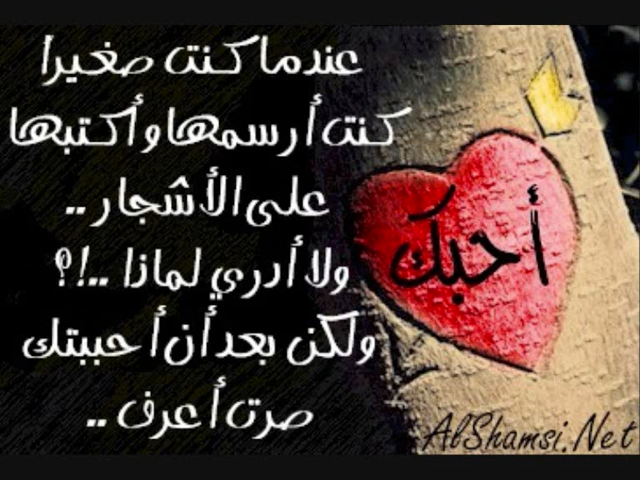 عندما كنت صغيرا
كنت أرسمها وأكتبها
على الأشجار ..
ولا أدري لماذا ..!؟
ولكن بعد أن أحببتك
صرت أعرف ..
أحبك
AlShamsi.Net